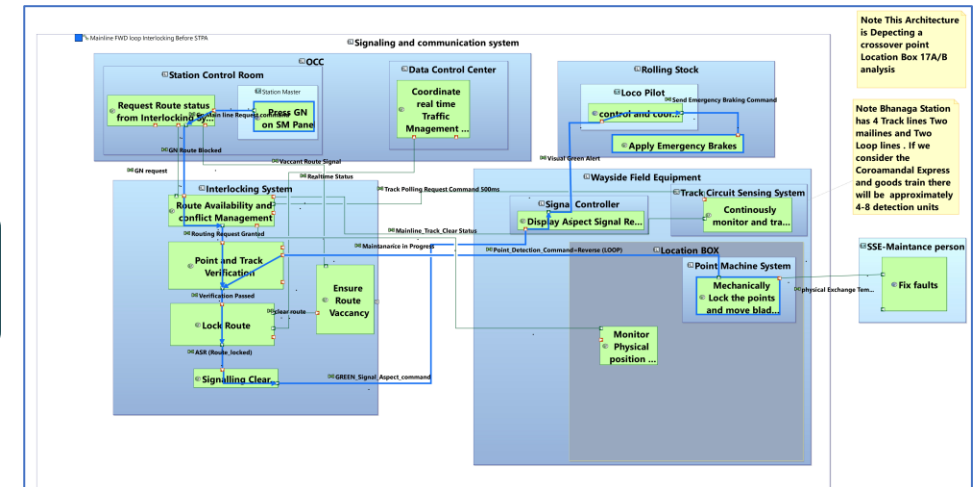 Mainline FWD loop Interlocking Before STPA
Signaling and communication system
Note This Architecture
is Depecting a
crossover point
Location Box 17A/B
analysis
OCC
Station Control Room
Station Master
Request Route status
from Interlocking Sy...
Press GN
on SM Pane
main line Request command
GN Route Blocked
GN request
Vaccant Route Signal
Realtime Status
Data Control Center
Coordinate
real time
Traffic
Mnagement ...
Rolling Stock
Loco Pilot
control and coor...
Send Emergency Braking Command
Apply Emergency Brakes
Visual Green Alert
Note Bhanaga Station
has 4 Track lines Two
mailines and Two
Loop lines . If we
consider the
Coroamandal Express
and goods train there
will be approximately
4-8 detection units
Interlocking System
Route Availability and
conflict Management
Routing Request Granted
Point and Track
Verification
Verification Passed
Lock Route
ASR (Route_locked)
Signalling Clear
Ensure
Route
Vaccancy
clear route
Track Polling Request Command 500ms
Mainline_Track_Clear Status
Maintanance in Progress
GREEN_Signal_Aspect_command
Wayside Field Equipment
Signal Controller
Display Aspect Signal Re...
Track Circuit Sensing System
Continously
monitor and tra...
Point_Detection_Command=Reverse (LOOP)
Location BOX
Point Machine System
Mechanically
Lock the points
and move blad...
physical Exchange Tem...
Monitor
Physical
position ...
SSE-Maintance person
Fix faults